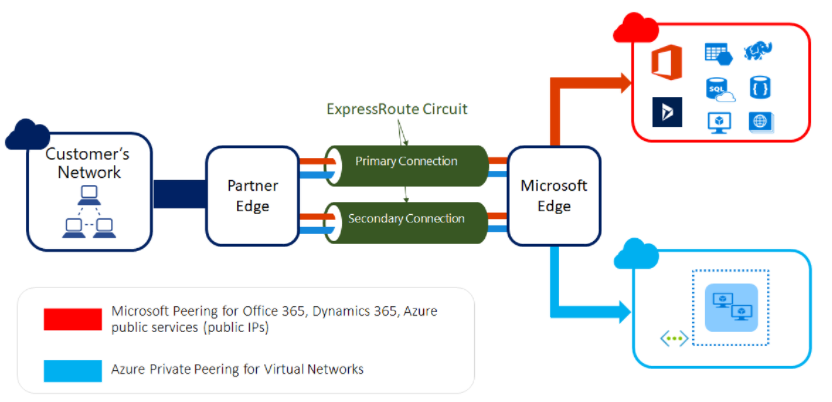 ExpressRoute Circuit
Customer's
Network
Partner
Edge
Primary Connection
Secondary Connection
Microsoft
Edge
SQL
Microsoft Peering for Office 365, Dynamics 365, Azure
public services (public IPs)
Azure Private Peering for Virtual Networks